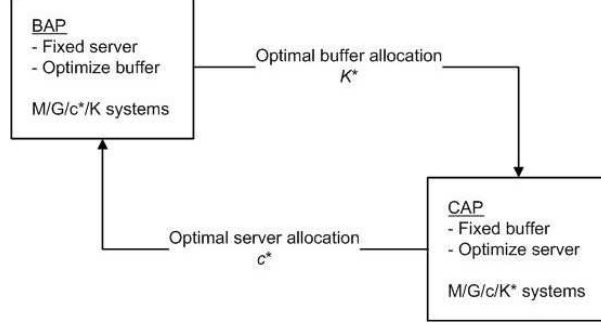 BAP
- Fixed server
- Optimize buffer
M/G/c*/K systems
Optimal buffer allocation
K*
CAP
- Fixed buffer
- Optimize server
M/G/c/K* systems
Optimal server allocation
c*